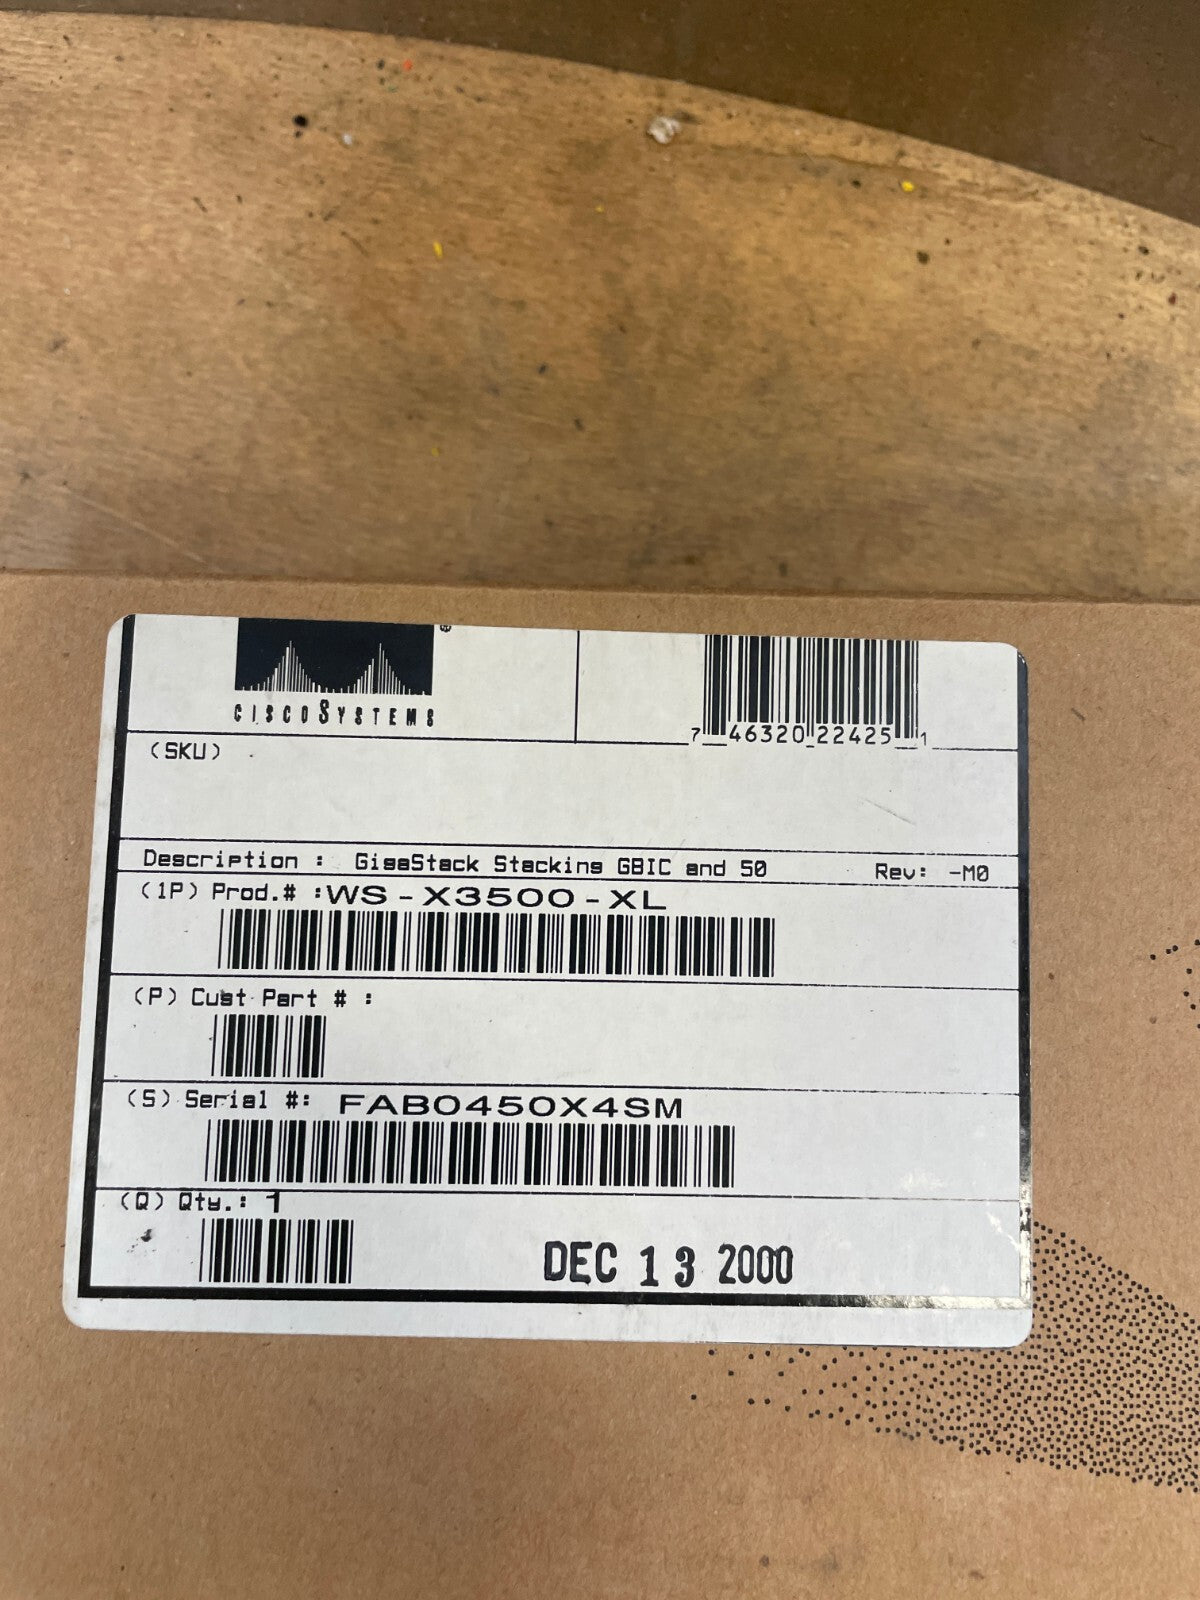 CISCO SYSTEMS ®
7 46320 22425 1
(SKU)
Description : GigaStack Stacking GBIC and 50 Rev: -M0
(1P) Prod.# :WS-X3500-XL
(P) Cust Part # :
(S) Serial #: FAB0450X4SM
(Q) Qty.: 1
DEC 13 2000